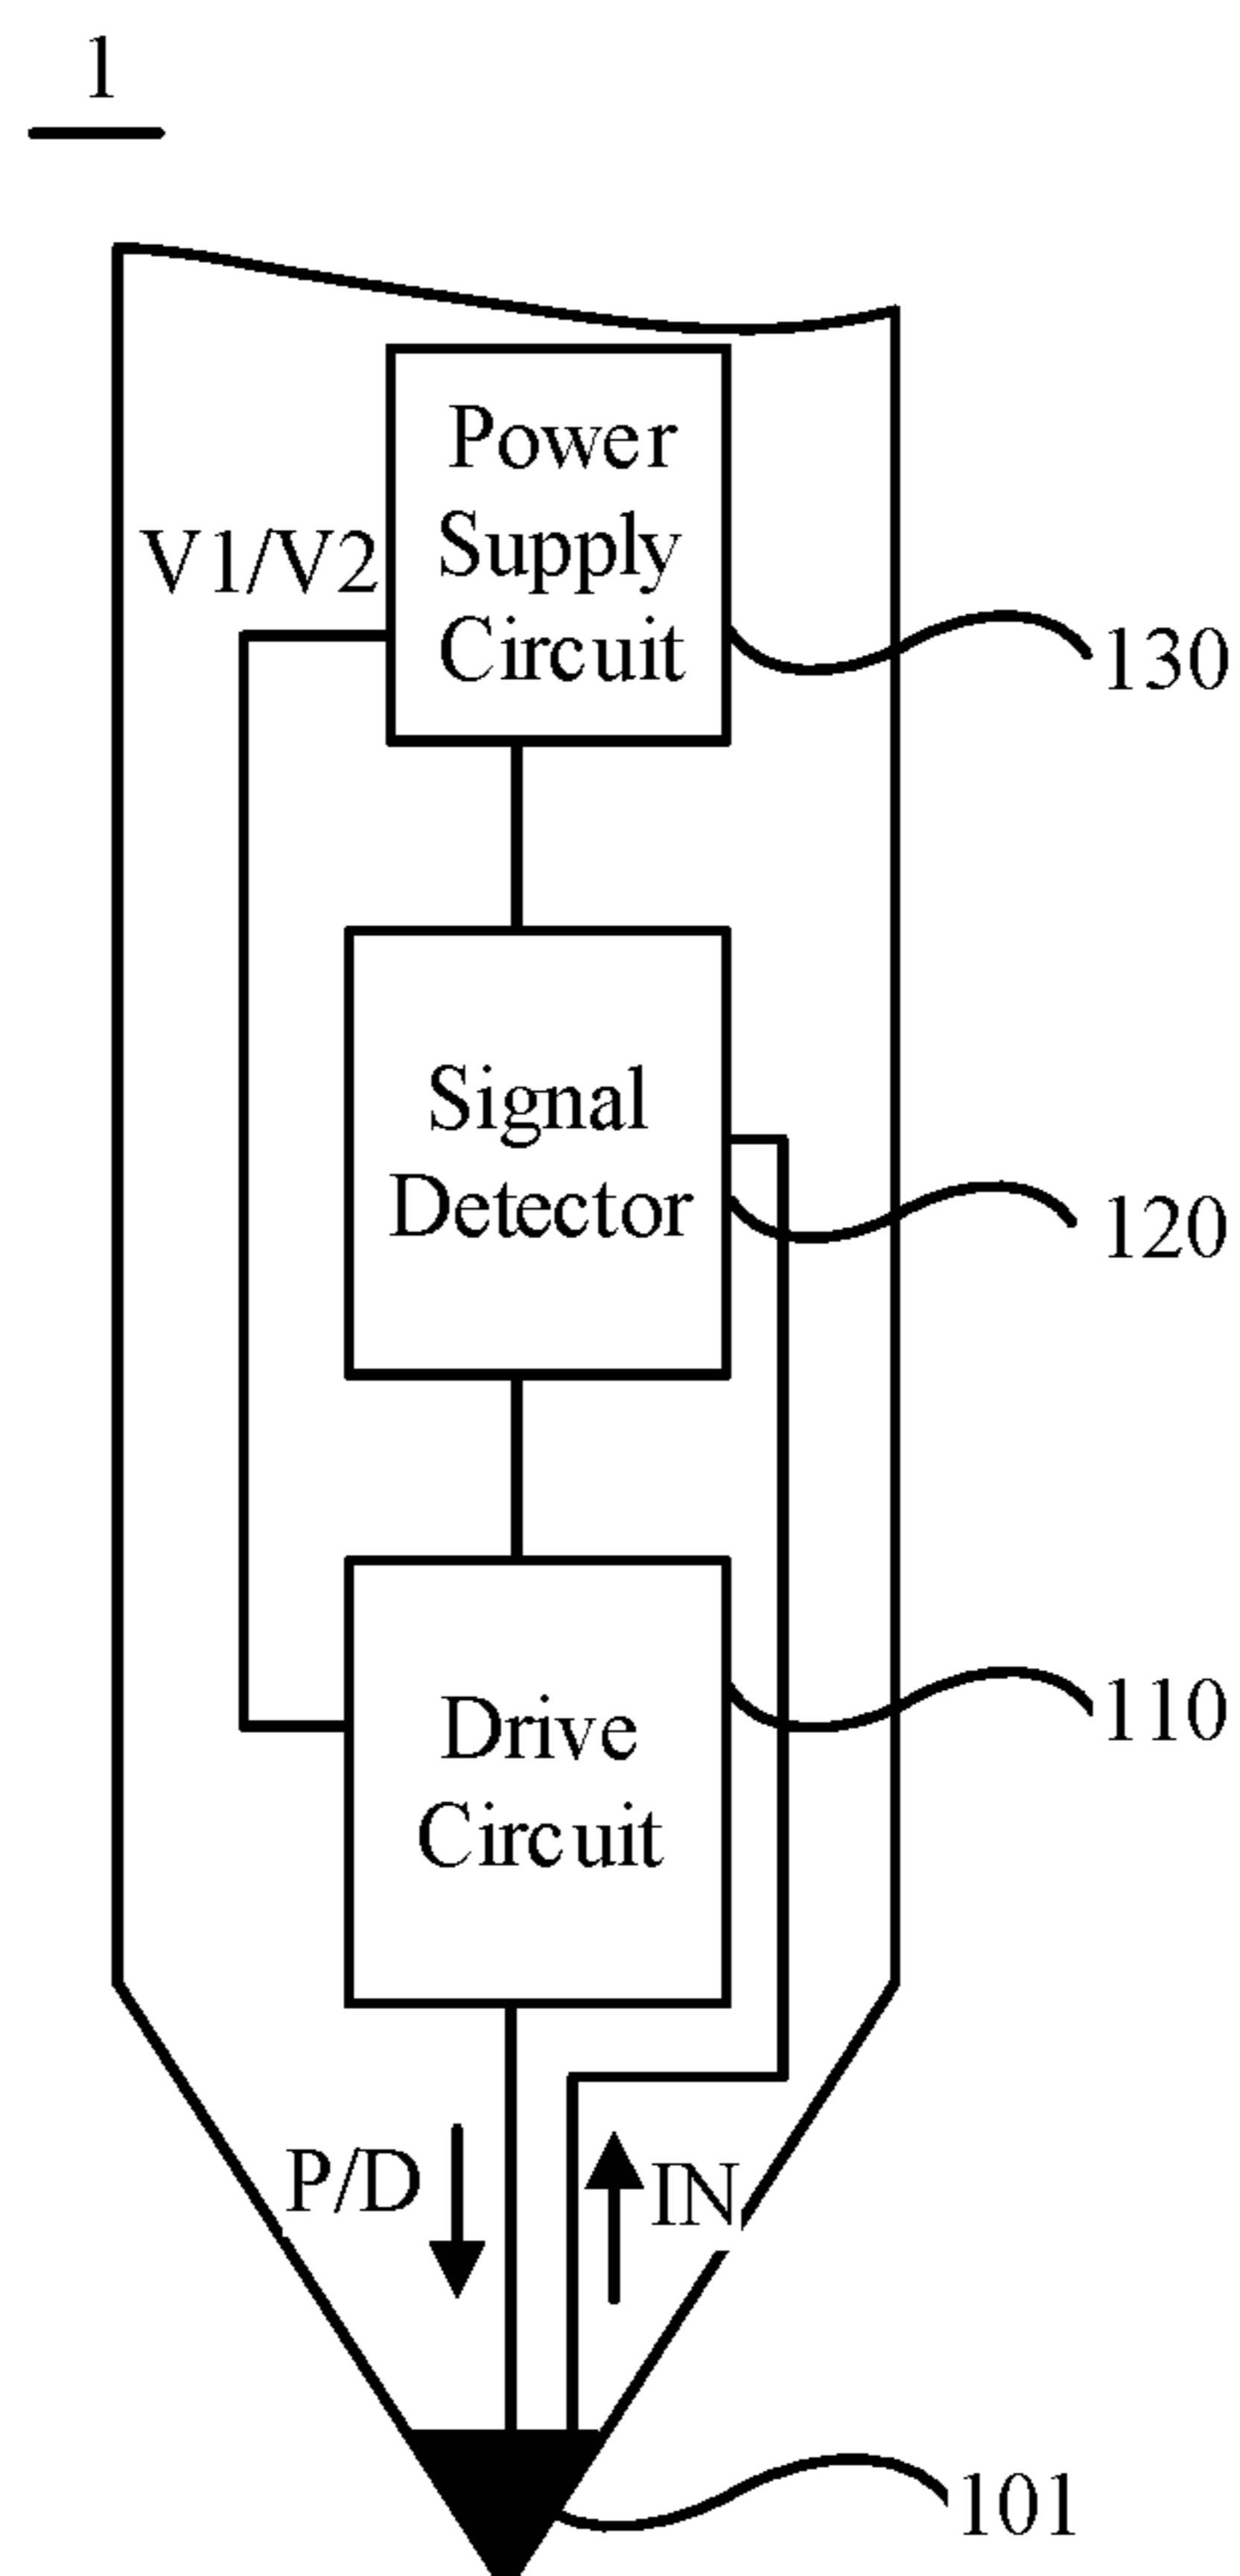 1
Power
Supply
Circuit
V1/V2
130
Signal
Detector
120
Drive
Circuit
110
P/D
IN
101